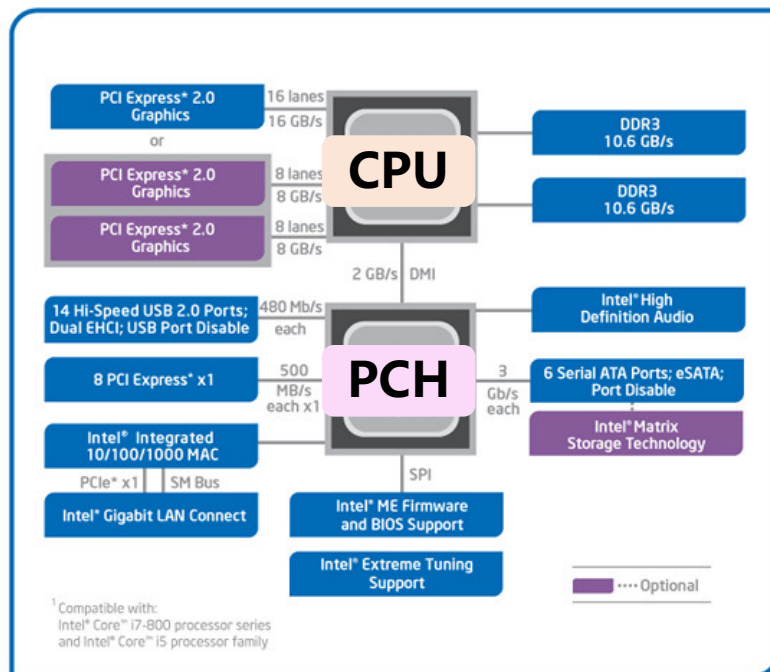 PCI Express* 2.0
Graphics
16 lanes
16 GB/s
or
PCI Express* 2.0
Graphics
8 lanes
8 GB/s
PCI Express* 2.0
Graphics
8 lanes
8 GB/s
CPU
DDR3
10.6 GB/s
DDR3
10.6 GB/s
2 GB/s DMI
14 Hi-Speed USB 2.0 Ports;
Dual EHCI; USB Port Disable
480 Mb/s
each
Intel® High
Definition Audio
8 PCI Express* x1
500
MB/s
each x1
PCH
3
Gb/s
each
6 Serial ATA Ports; eSATA;
Port Disable
Intel® Matrix
Storage Technology
Intel® Integrated
10/100/1000 MAC
PCIe* x1 SM Bus
Intel® Gigabit LAN Connect
SPI
Intel® ME Firmware
and BIOS Support
Intel® Extreme Tuning
Support
Optional
1 Compatible with:
Intel® Core™ i7-800 processor series
and Intel® Core™ i5 processor family